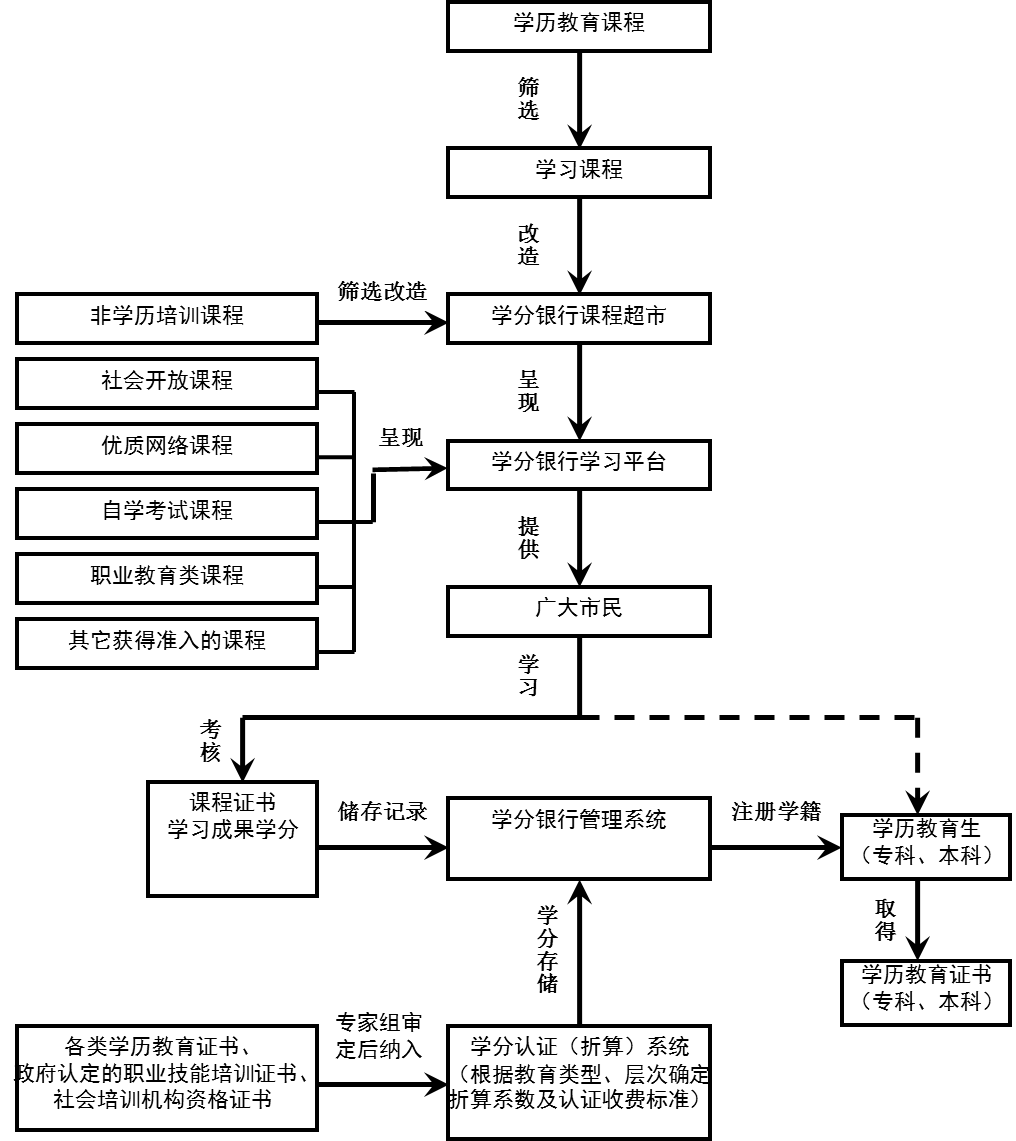 学历教育课程
筛
选
学习课程
改
造
筛选改造
非学历培训课程
学分银行课程超市
社会开放课程
呈
现
优质网络课程
呈现
学分银行学习平台
自学考试课程
提
供
职业教育类课程
广大市民
其它获得准入的课程
学
习
考
核
课程证书
学习成果学分
储存记录
学分银行管理系统
注册学籍
学历教育生
（专科、本科）
学
分
存
储
取
得
学历教育证书
（专科、本科）
各类学历教育证书、
政府认定的职业技能培训证书、
社会培训机构资格证书
专家组审
定后纳入
学分认证（折算）系统
（根据教育类型、层次确定
折算系数及认证收费标准）